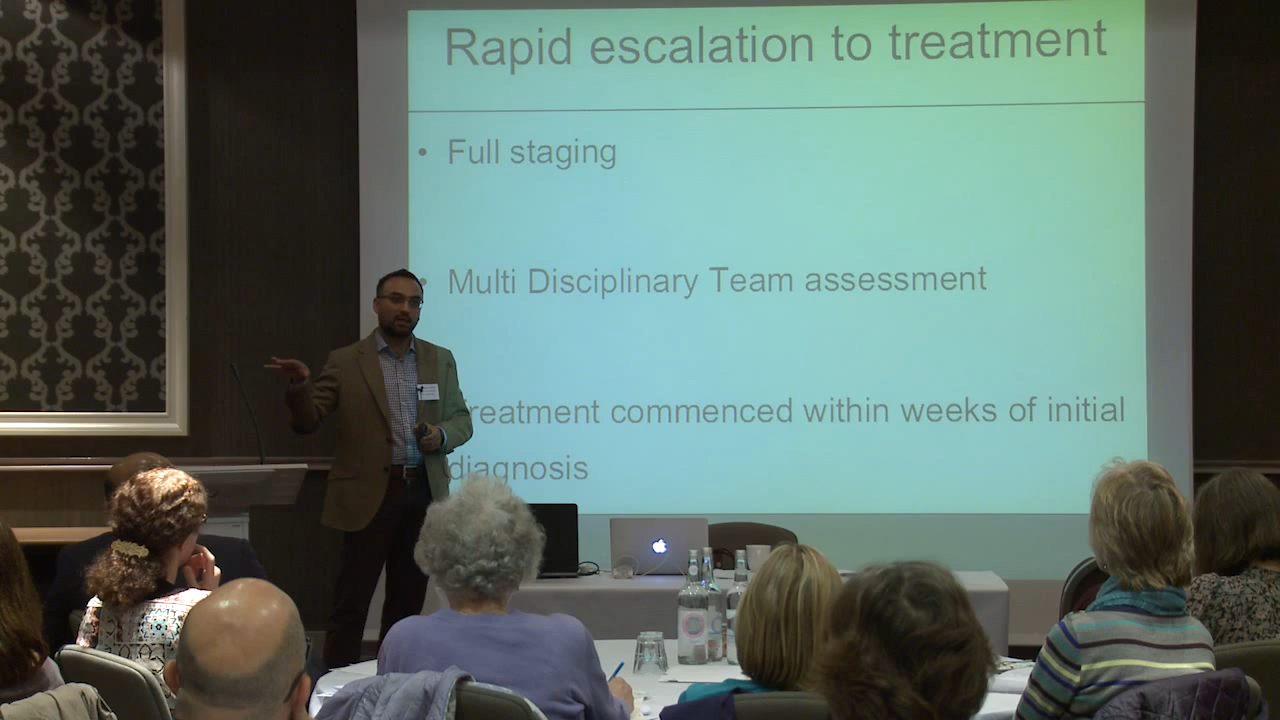 Rapid escalation to treatment
• Full staging
• Multi Disciplinary Team assessment
reatment commenced within weeks of initial
diagnosis